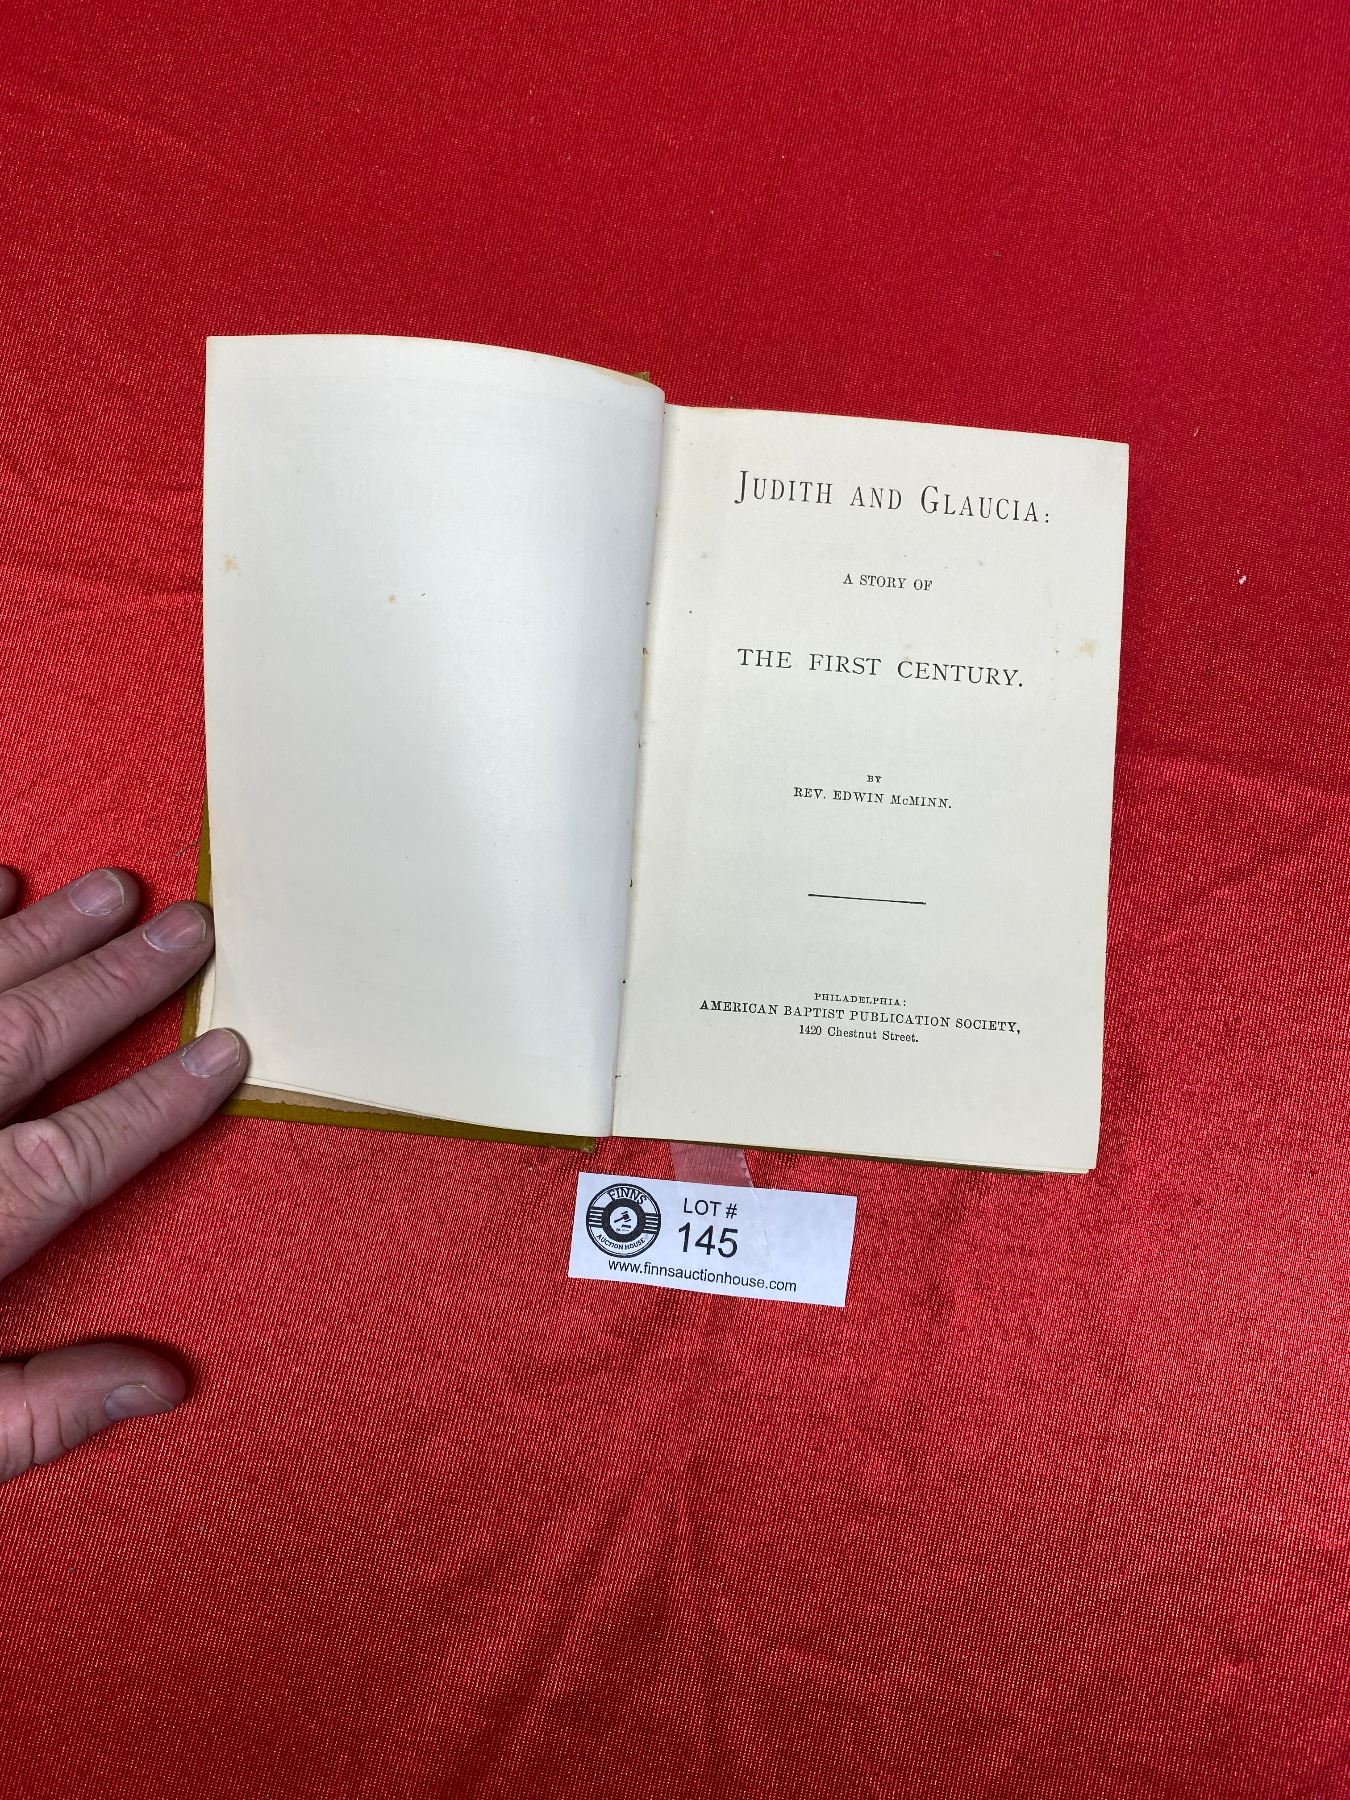 JUDITH AND GLAUCIA:
A STORY OF
THE FIRST CENTURY.
BY
REV. EDWIN McMINN.
PHILADELPHIA:
AMERICAN BAPTIST PUBLICATION SOCIETY,
1420 Chestnut Street.
FINNS
AUCTION HOUSE
LOT #
145
www.finnsauctionhouse.com